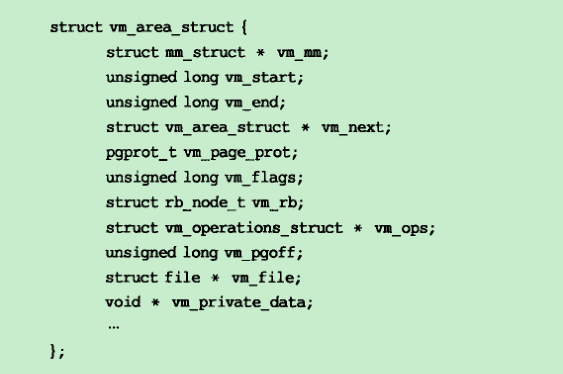 struct vm_area_struct {
struct mm_struct * vm_mm;
unsigned long vm_start;
unsigned long vm_end;
struct vm_area_struct * vm_next;
pgprot_t vm_page_prot;
unsigned long vm_flags;
struct rb_node_t vm_rb;
struct vm_operations_struct * vm_ops;
unsigned long vm_pgoff;
struct file * vm_file;
void * vm_private_data;
…
};